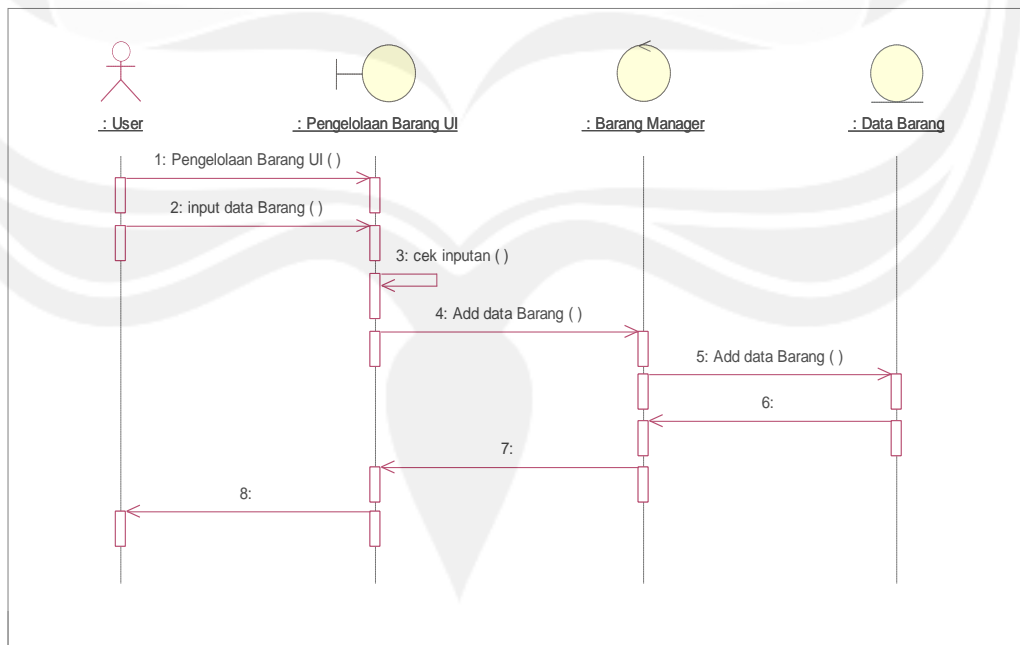 : User
: Pengelolaan Barang UI
: Barang Manager
: Data Barang
1: Pengelolaan Barang UI ( )
2: input data Barang ( )
3: cek inputan ( )
4: Add data Barang ( )
5: Add data Barang ( )
6:
7:
8: